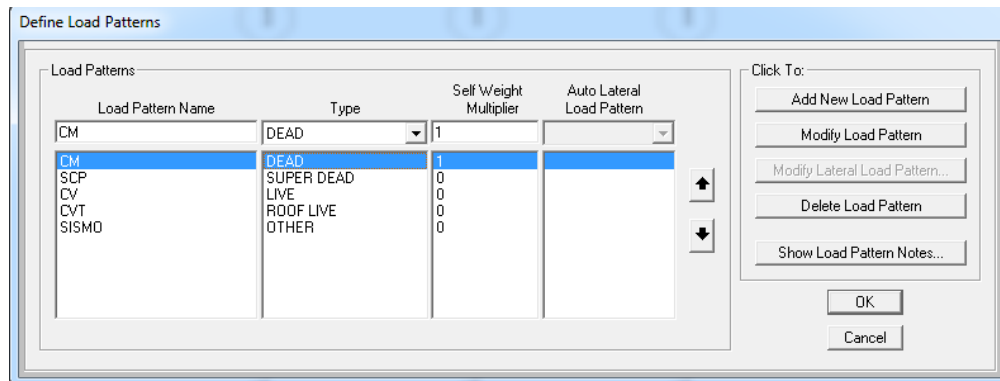 Define Load Patterns
Load Patterns
Click To:
Load Pattern Name Type Self Weight Multiplier Auto Lateral Load Pattern
CM DEAD 1
CM DEAD 1
SCP SUPER DEAD 0
CV LIVE 0
CVT ROOF LIVE 0
SISMO OTHER 0
Add New Load Pattern
Modify Load Pattern
Modify Lateral Load Pattern...
Delete Load Pattern
Show Load Pattern Notes...
OK
Cancel